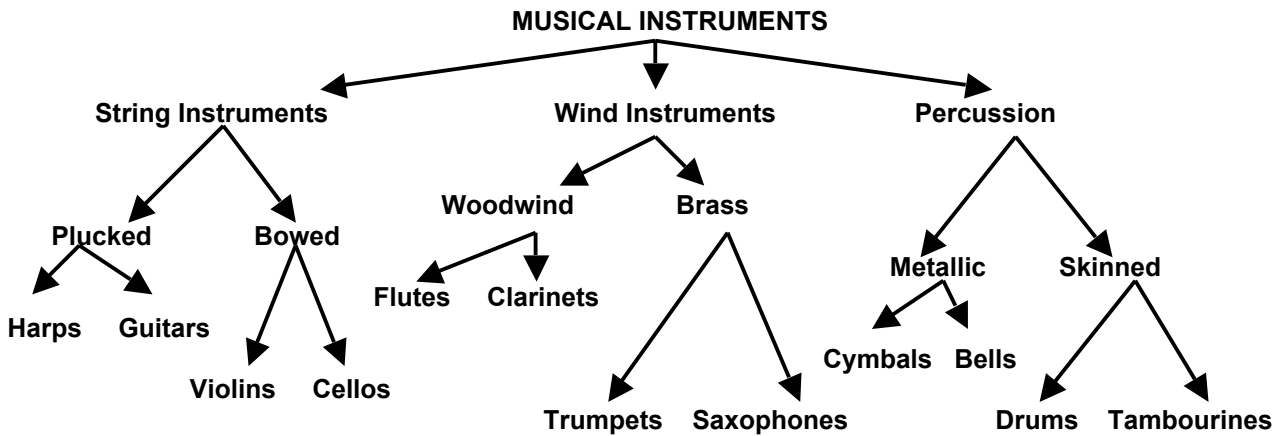 MUSICAL INSTRUMENTS
String Instruments
Wind Instruments
Percussion
Woodwind
Brass
Plucked
Bowed
Metallic
Skinned
Flutes
Clarinets
Harps
Guitars
Cymbals
Bells
Violins
Cellos
Trumpets
Saxophones
Drums
Tambourines